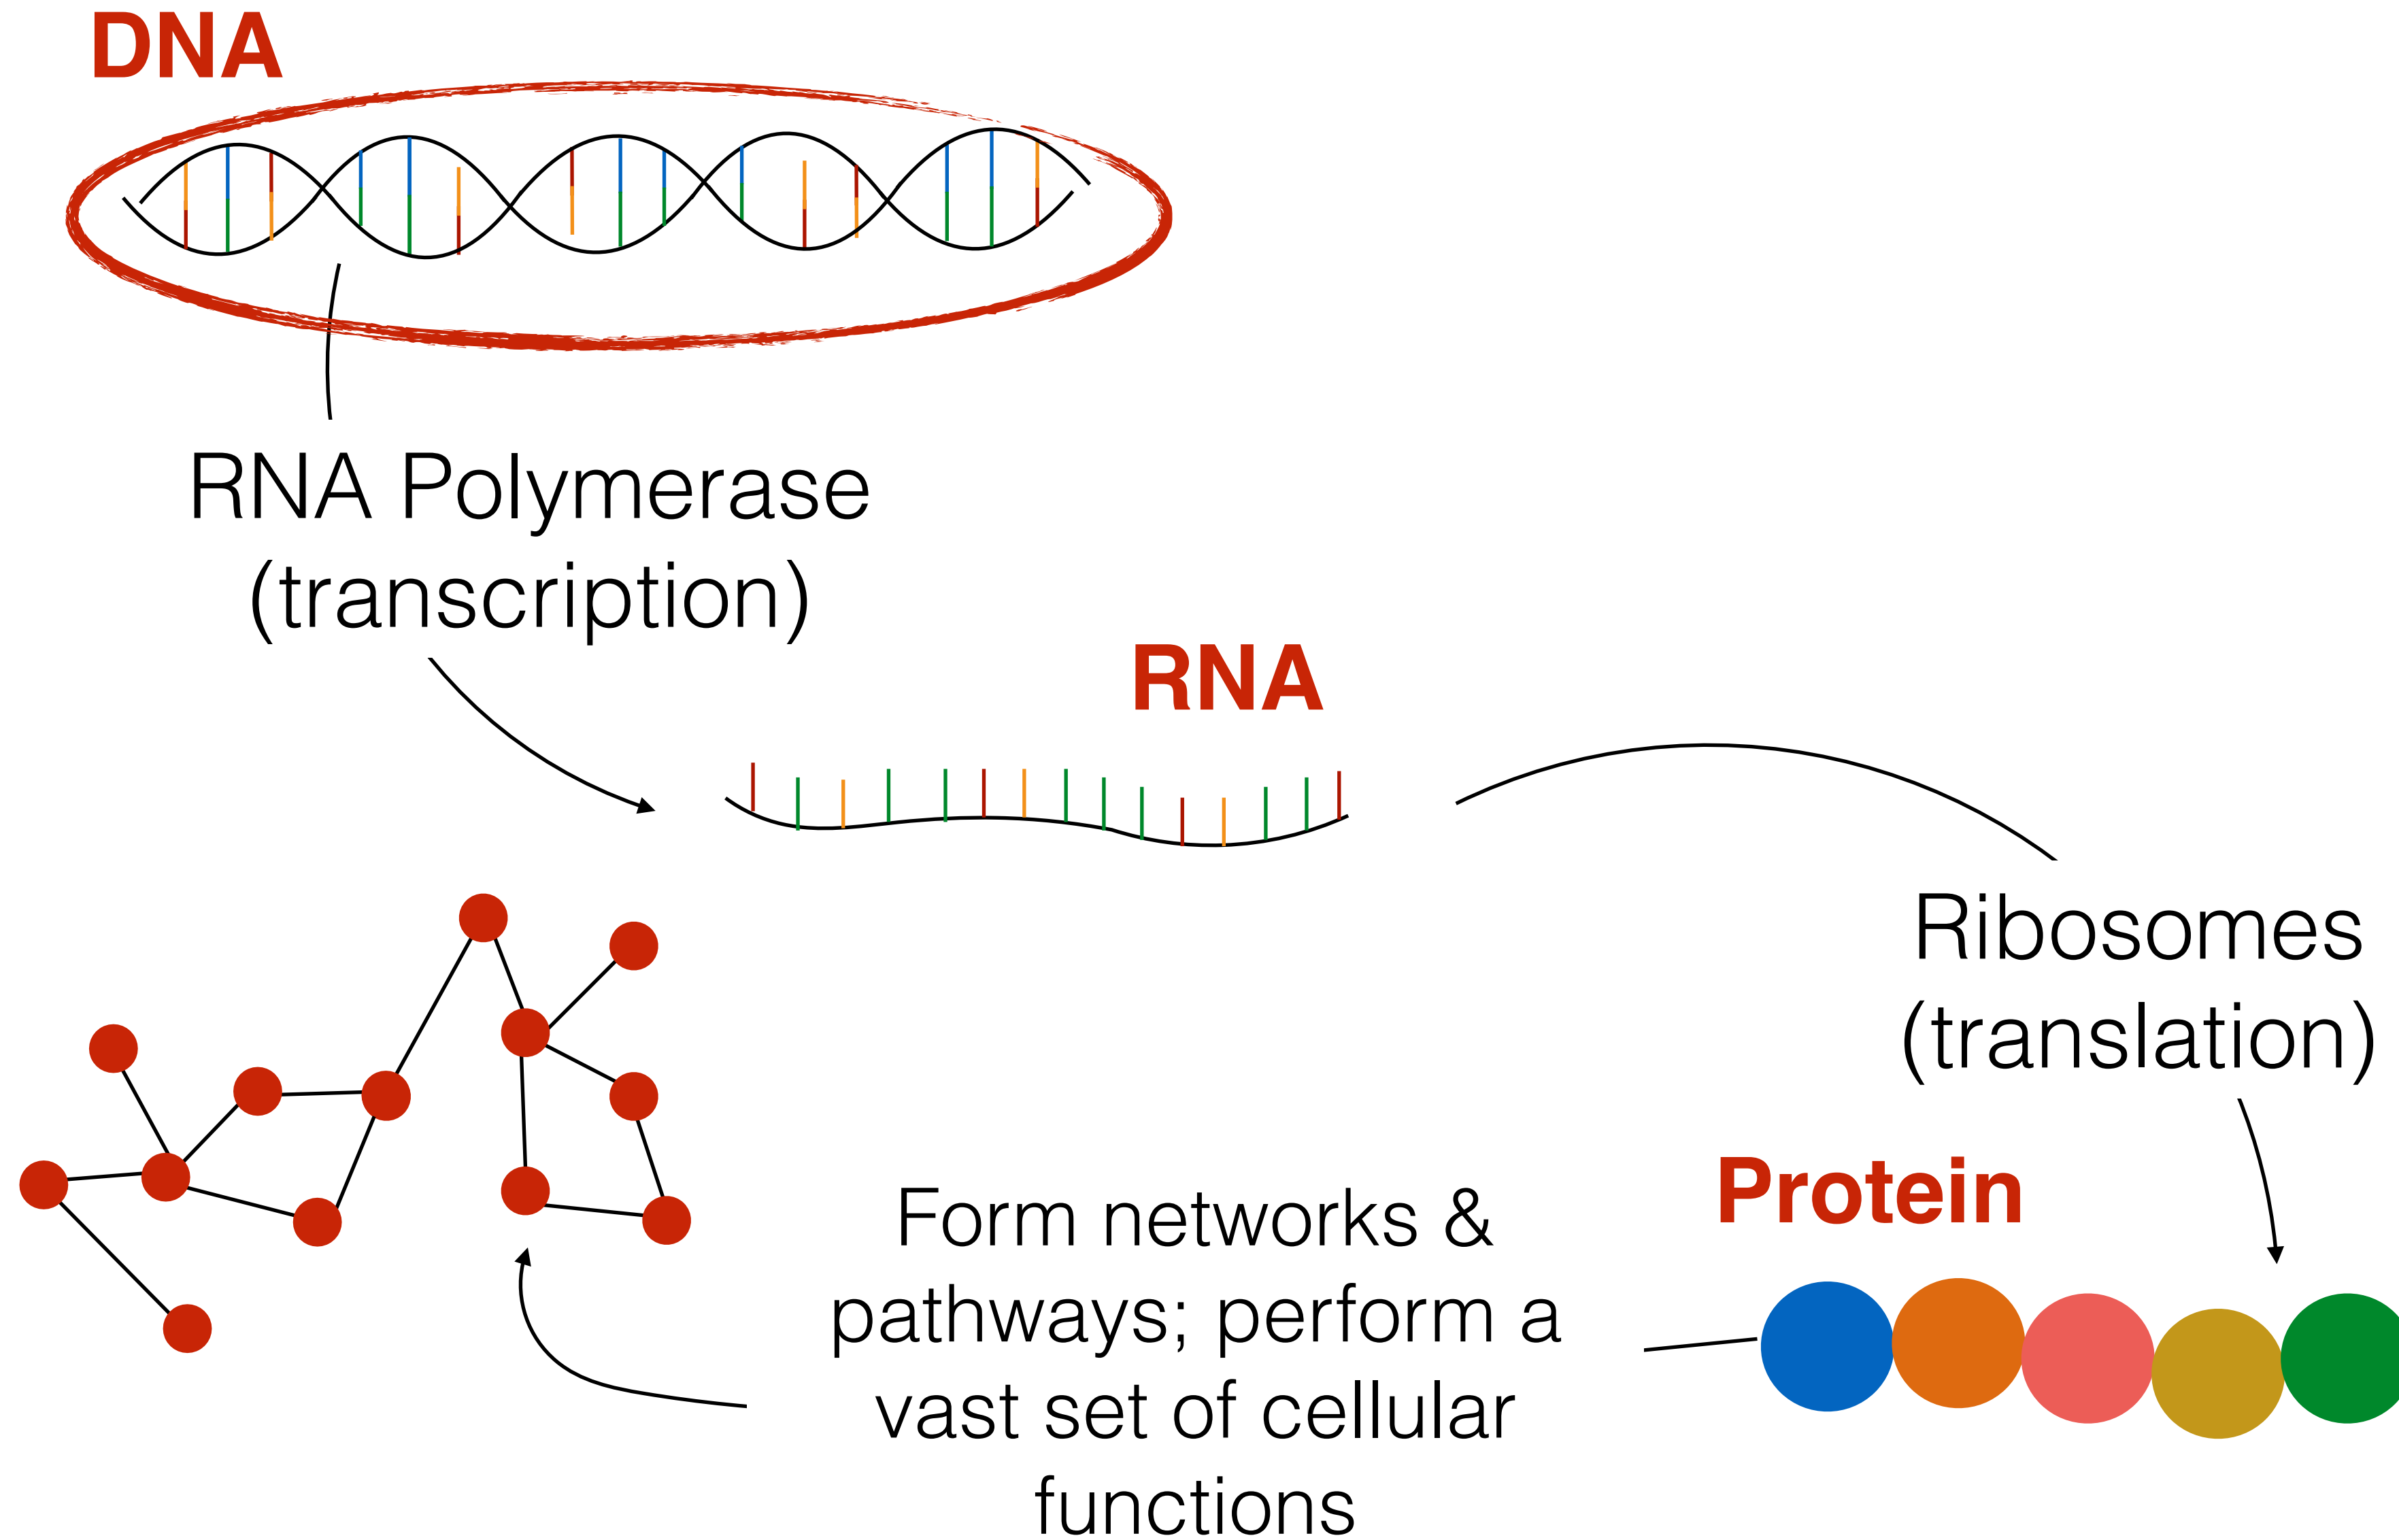 DNA
RNA Polymerase
(transcription)
RNA
Ribosomes
(translation)
Protein
Form networks &
pathways; perform a
vast set of cellular
functions